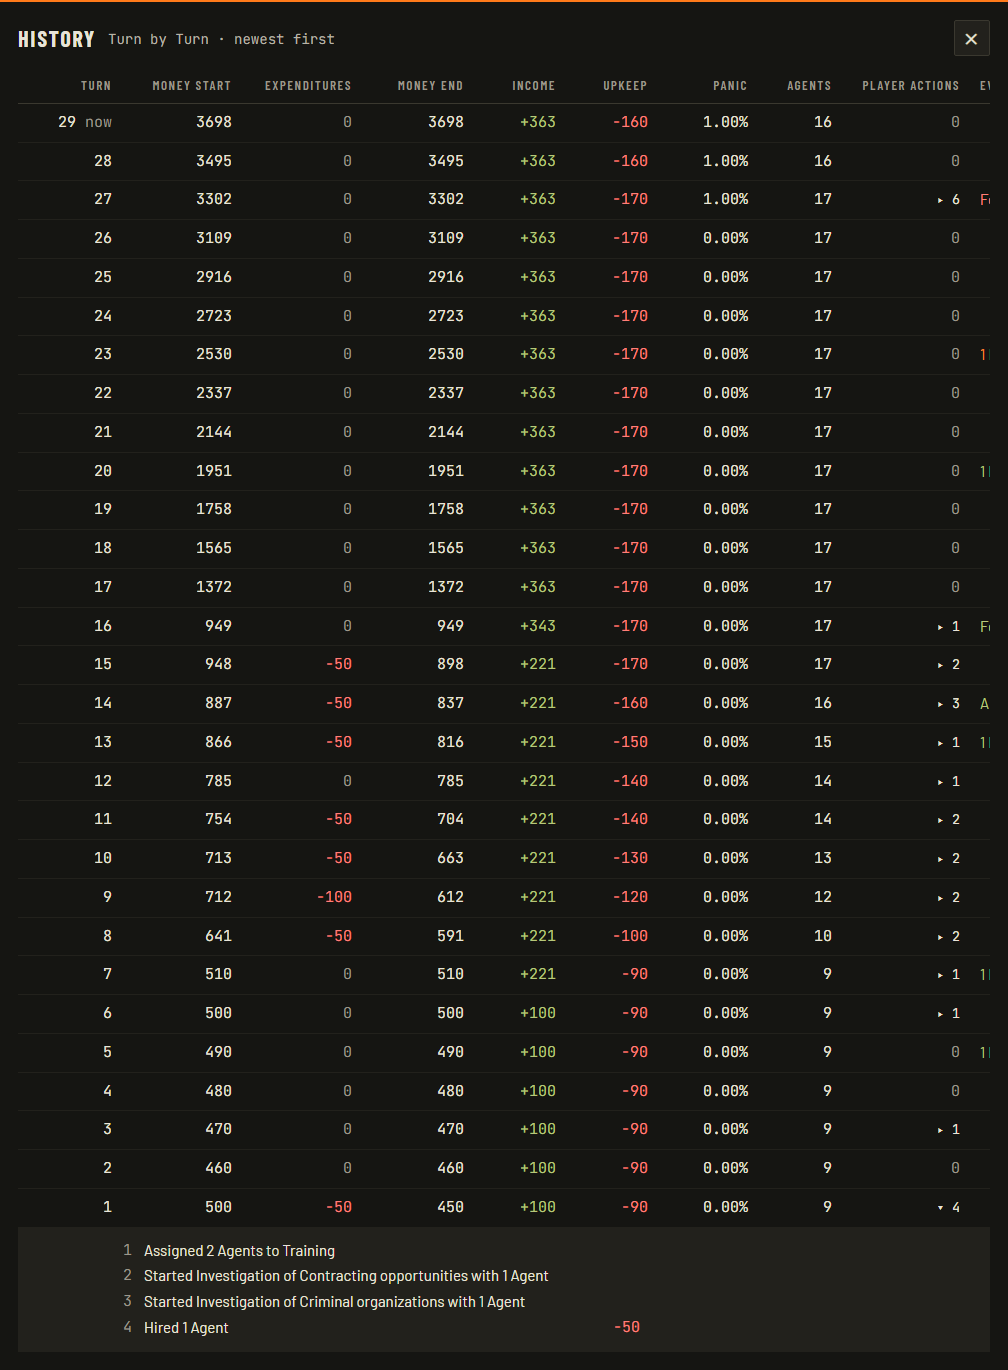 HISTORY Turn by Turn · newest first ✕
TURN MONEY START EXPENDITURES MONEY END INCOME UPKEEP PANIC AGENTS PLAYER ACTIONS
29 now 3698 0 3698 +363 -160 1.00% 16 0
28 3495 0 3495 +363 -160 1.00% 16 0
27 3302 0 3302 +363 -170 1.00% 17 ▸ 6
26 3109 0 3109 +363 -170 0.00% 17 0
25 2916 0 2916 +363 -170 0.00% 17 0
24 2723 0 2723 +363 -170 0.00% 17 0
23 2530 0 2530 +363 -170 0.00% 17 0
22 2337 0 2337 +363 -170 0.00% 17 0
21 2144 0 2144 +363 -170 0.00% 17 0
20 1951 0 1951 +363 -170 0.00% 17 0
19 1758 0 1758 +363 -170 0.00% 17 0
18 1565 0 1565 +363 -170 0.00% 17 0
17 1372 0 1372 +363 -170 0.00% 17 0
16 949 0 949 +343 -170 0.00% 17 ▸ 1
15 948 -50 898 +221 -170 0.00% 17 ▸ 2
14 887 -50 837 +221 -160 0.00% 16 ▸ 3
13 866 -50 816 +221 -150 0.00% 15 ▸ 1
12 785 0 785 +221 -140 0.00% 14 ▸ 1
11 754 -50 704 +221 -140 0.00% 14 ▸ 2
10 713 -50 663 +221 -130 0.00% 13 ▸ 2
9 712 -100 612 +221 -120 0.00% 12 ▸ 2
8 641 -50 591 +221 -100 0.00% 10 ▸ 2
7 510 0 510 +221 -90 0.00% 9 ▸ 1
6 500 0 500 +100 -90 0.00% 9 ▸ 1
5 490 0 490 +100 -90 0.00% 9 0
4 480 0 480 +100 -90 0.00% 9 0
3 470 0 470 +100 -90 0.00% 9 ▸ 1
2 460 0 460 +100 -90 0.00% 9 0
1 500 -50 450 +100 -90 0.00% 9 ▾ 4
1 Assigned 2 Agents to Training
2 Started Investigation of Contracting opportunities with 1 Agent
3 Started Investigation of Criminal organizations with 1 Agent
4 Hired 1 Agent -50